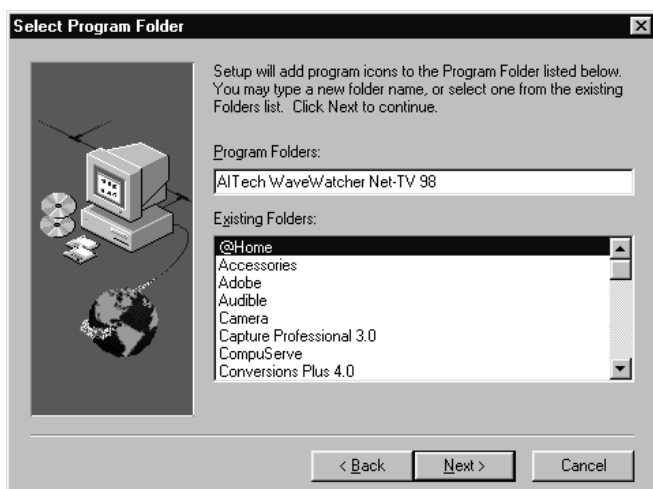 Select Program Folder
Setup will add program icons to the Program Folder listed below.
You may type a new folder name, or select one from the existing
Folders list. Click Next to continue.
Program Folders:
AITech WaveWatcher Net-TV 98
Existing Folders:
@Home
Accessories
Adobe
Audible
Camera
Capture Professional 3.0
CompuServe
Conversions Plus 4.0
< Back
Next >
Cancel